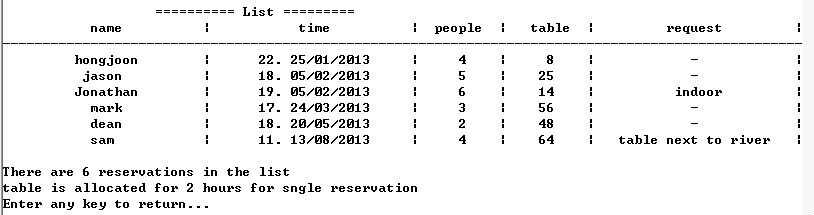 ========== List =========
name ¦ time ¦ people ¦ table ¦ request ¦
hongjoon ¦ 22. 25/01/2013 ¦ 4 ¦ 8 ¦ - ¦
jason ¦ 18. 05/02/2013 ¦ 5 ¦ 25 ¦ - ¦
Jonathan ¦ 19. 05/02/2013 ¦ 6 ¦ 14 ¦ indoor ¦
mark ¦ 17. 24/03/2013 ¦ 3 ¦ 56 ¦ - ¦
dean ¦ 18. 20/05/2013 ¦ 2 ¦ 48 ¦ - ¦
sam ¦ 11. 13/08/2013 ¦ 4 ¦ 64 ¦ table next to river ¦
There are 6 reservations in the list
table is allocated for 2 hours for sngle reservation
Enter any key to return...